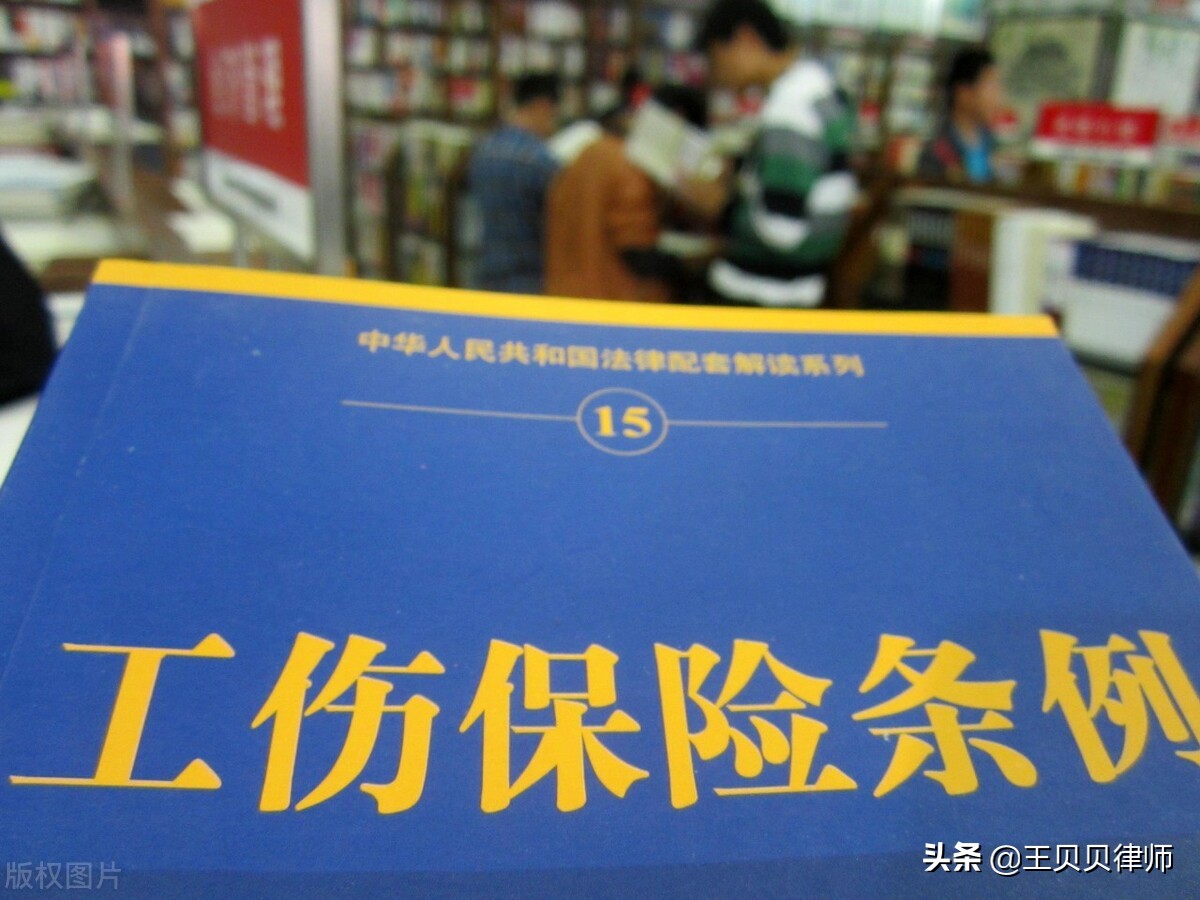 中华人民共和国法律配套解读系列
15
工伤保险条例
版权图片
头条 @王贝贝律师